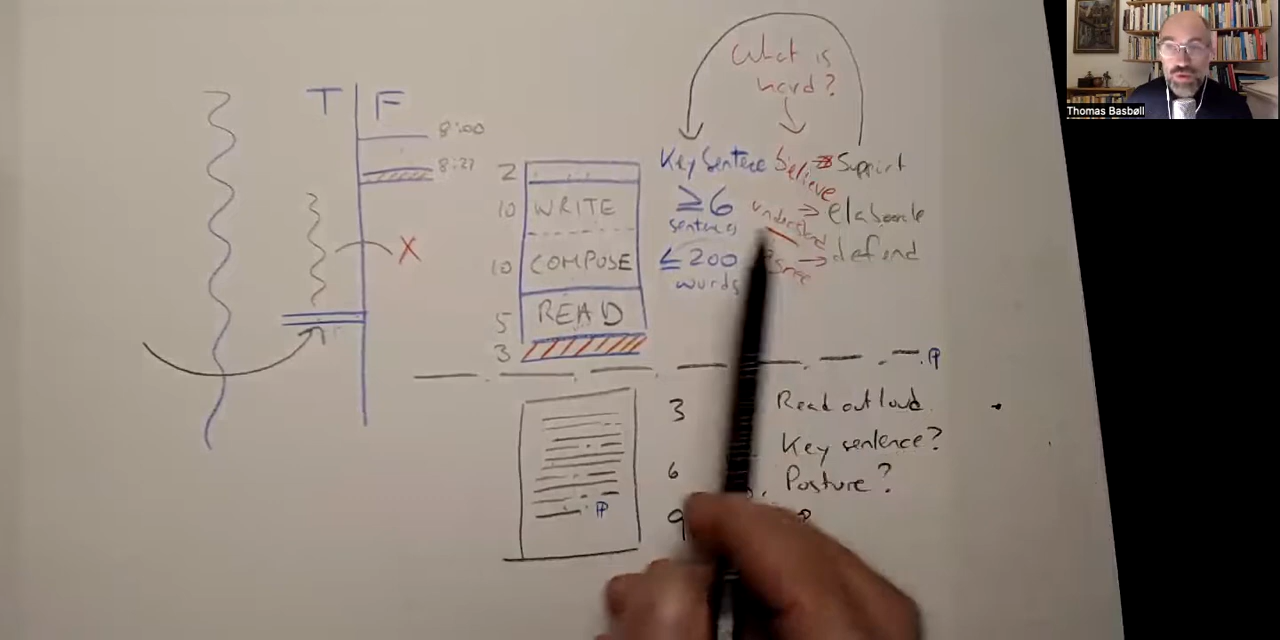 T F
8:00
8:27
X
2
10 WRITE
10 COMPOSE
5 READ
3
What is
hard?
Key Sentence believe → Support
≥ 6
sentences
understand → elaborate
≤ 200
words
→ defend
P
3 Read out loud.
Key sentence?
6 Posture?
9
P
Thomas Basbøll